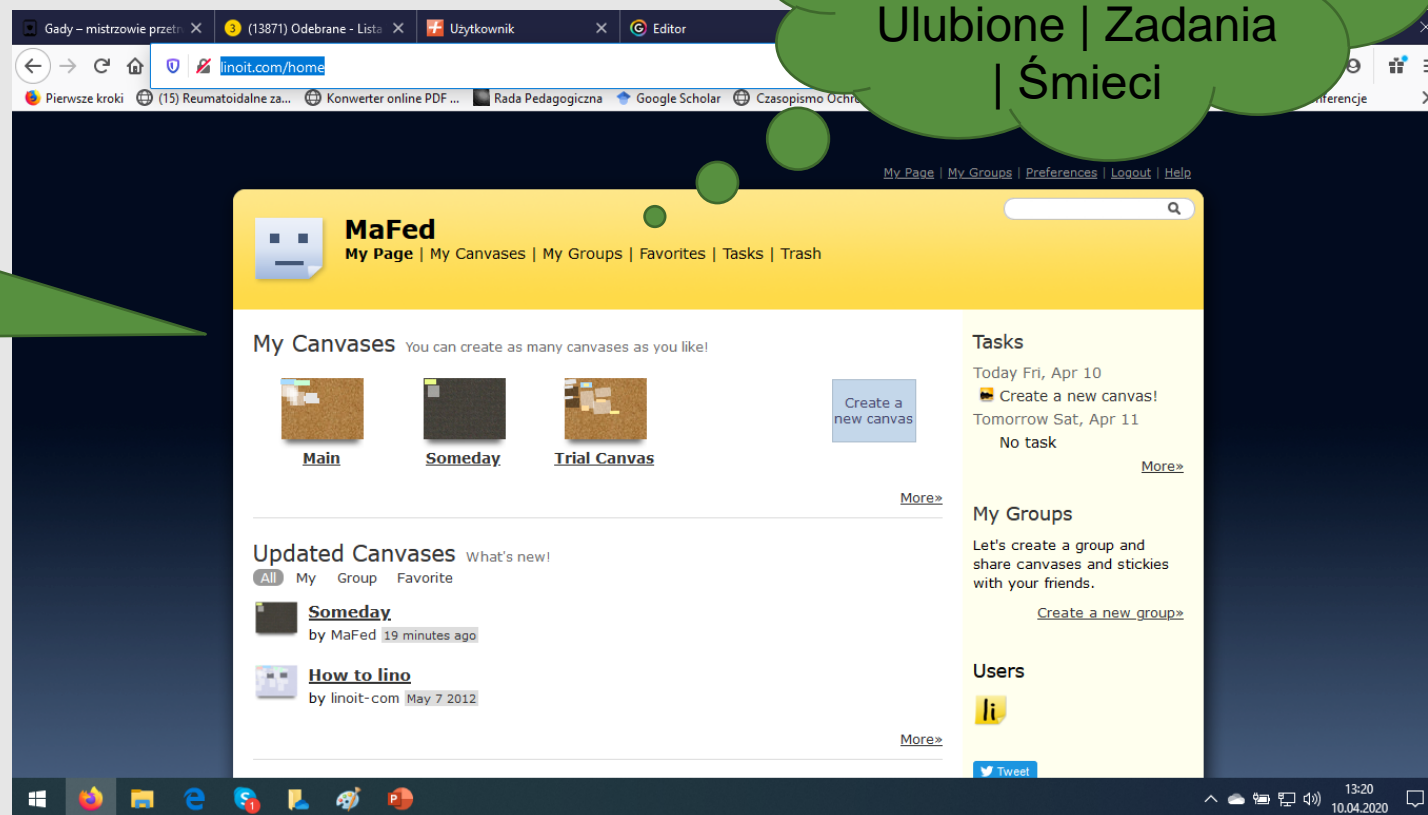 Ulubione | Zadania
| Śmieci
Gady – mistrzowie przetr
(13871) Odebrane - Lista
Użytkownik
Editor
linoit.com/home
Pierwsze kroki
(15) Reumatoidalne za...
Konwerter online PDF ...
Rada Pedagogiczna
Google Scholar
Czasopismo Ochr
nferencje
My Page | My Groups | Preferences | Logout | Help
MaFed
My Page | My Canvases | My Groups | Favorites | Tasks | Trash
My Canvases You can create as many canvases as you like!
Main
Someday
Trial Canvas
Create a
new canvas
More»
Updated Canvases What's new!
All My Group Favorite
Someday
by MaFed 19 minutes ago
How to lino
by linoit-com May 7 2012
More»
Tasks
Today Fri, Apr 10
Create a new canvas!
Tomorrow Sat, Apr 11
No task
More»
My Groups
Let's create a group and
share canvases and stickies
with your friends.
Create a new group»
Users
li
Tweet
13:20
10.04.2020